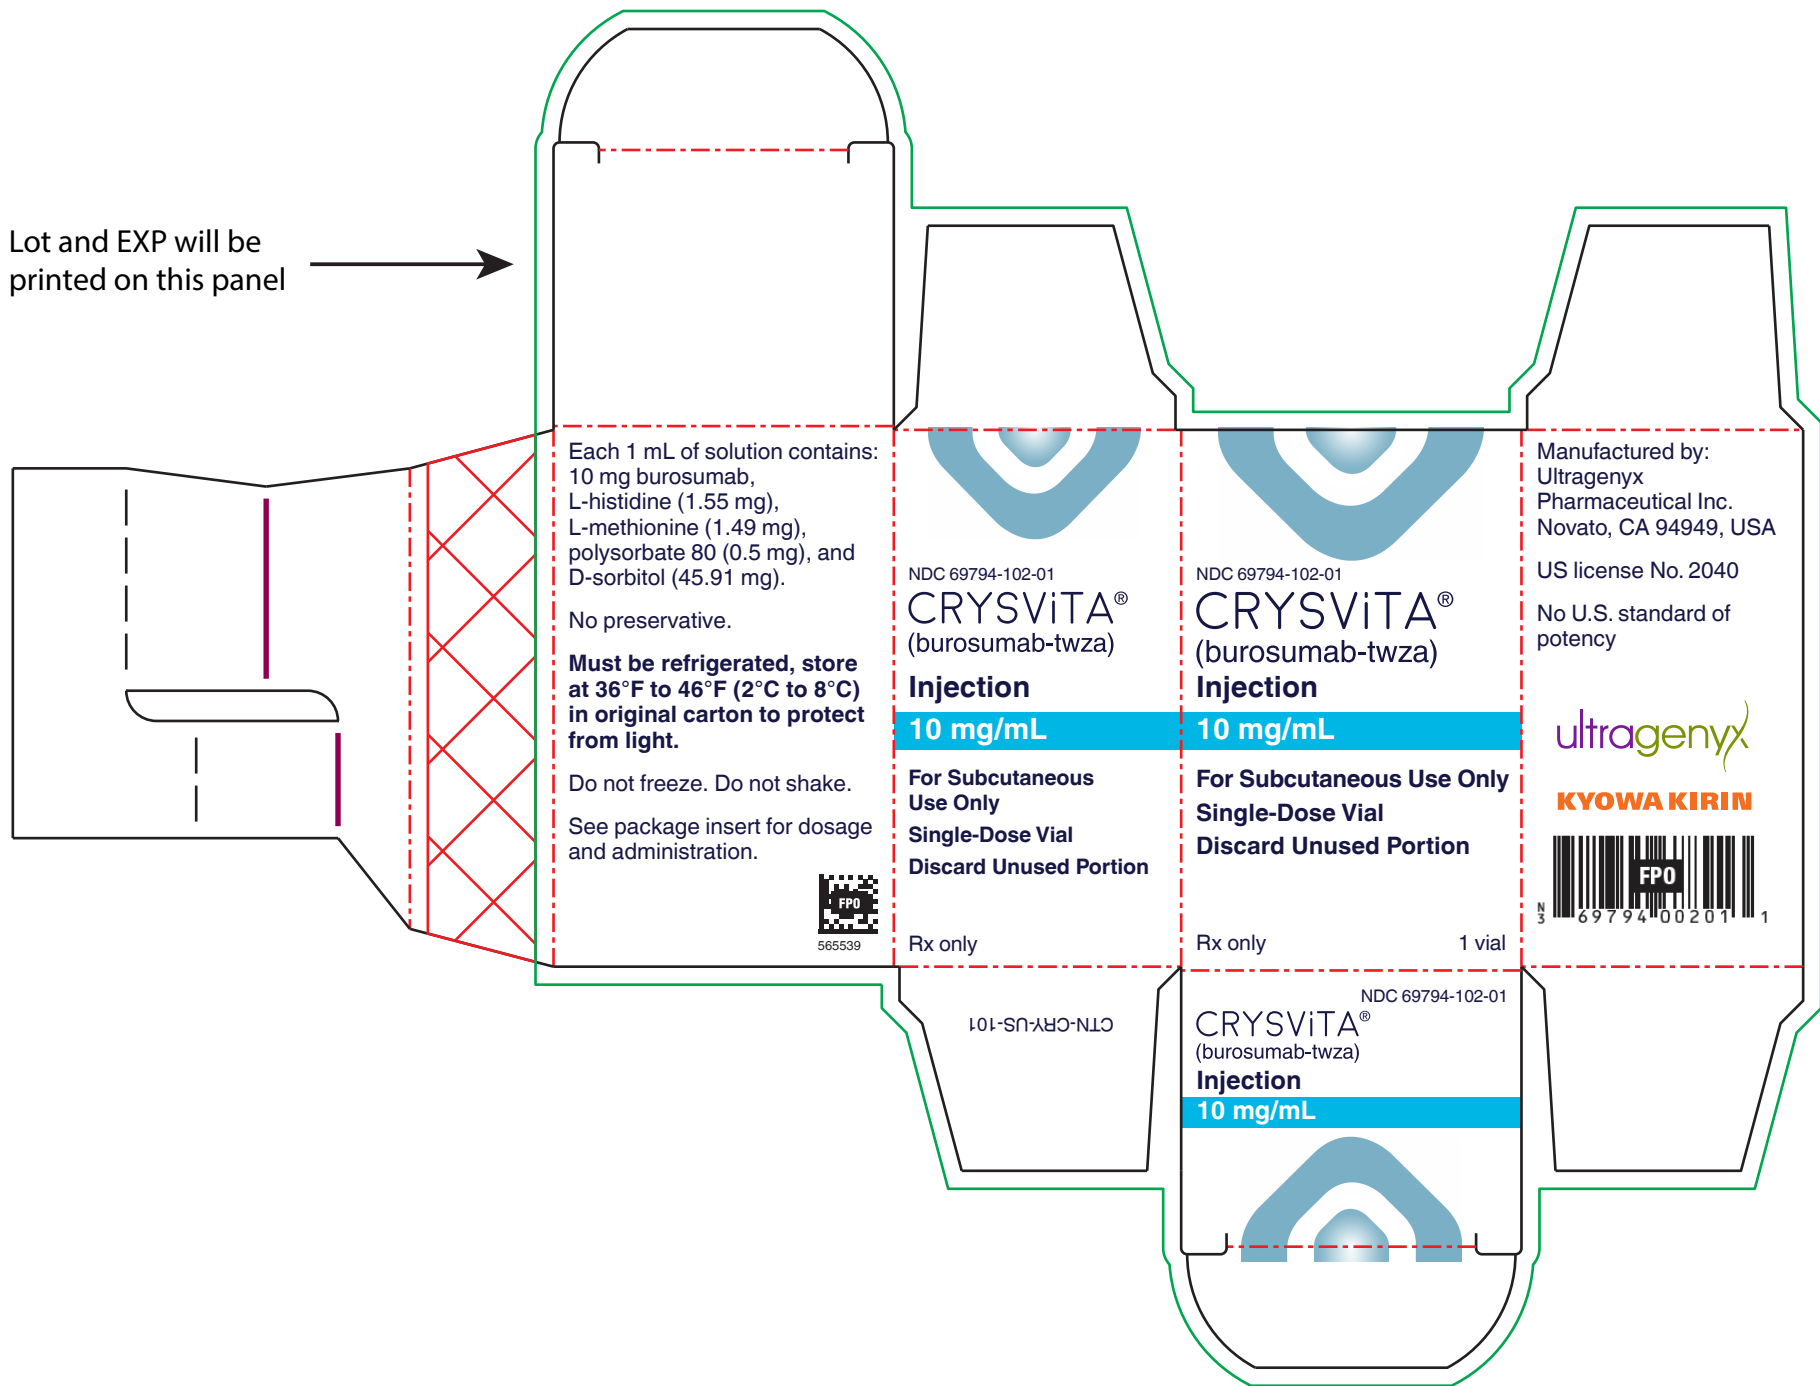 Lot and EXP will be
printed on this panel
Each 1 mL of solution contains:
10 mg burosumab,
L-histidine (1.55 mg),
L-methionine (1.49 mg),
polysorbate 80 (0.5 mg), and
D-sorbitol (45.91 mg).
No preservative.
Must be refrigerated, store
at 36°F to 46°F (2°C to 8°C)
in original carton to protect
from light.
Do not freeze. Do not shake.
See package insert for dosage
and administration.
FPO
565539
NDC 69794-102-01
CRYSViTA®
(burosumab-twza)
Injection
10 mg/mL
For Subcutaneous
Use Only
Single-Dose Vial
Discard Unused Portion
Rx only
CTN-CRY-US-101
NDC 69794-102-01
CRYSViTA®
(burosumab-twza)
Injection
10 mg/mL
For Subcutaneous Use Only
Single-Dose Vial
Discard Unused Portion
Rx only 1 vial
NDC 69794-102-01
CRYSViTA®
(burosumab-twza)
Injection
10 mg/mL
Manufactured by:
Ultragenyx
Pharmaceutical Inc.
Novato, CA 94949, USA
US license No. 2040
No U.S. standard of
potency
ultragenyx
KYOWA KIRIN
FPO
N
3 69794 00201 1